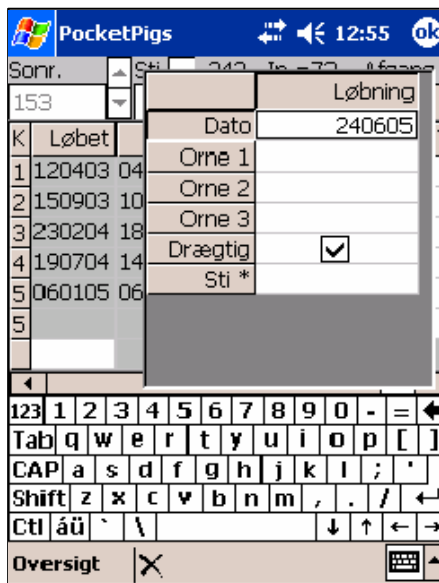 PocketPigs 12:55 ok
Sonr.
153
Løbning
Dato 240605
Orne 1
Orne 2
Orne 3
Drægtig
Sti *
K Løbet
1 120403 04
2 150903 10
3 230204 18
4 190704 14
5 060105 06
5
123 1 2 3 4 5 6 7 8 9 0 - =
Tab q w e r t y u i o p [ ]
CAP a s d f g h j k l ; '
Shift z x c v b n m , . /
Ctl áü ` \
Oversigt